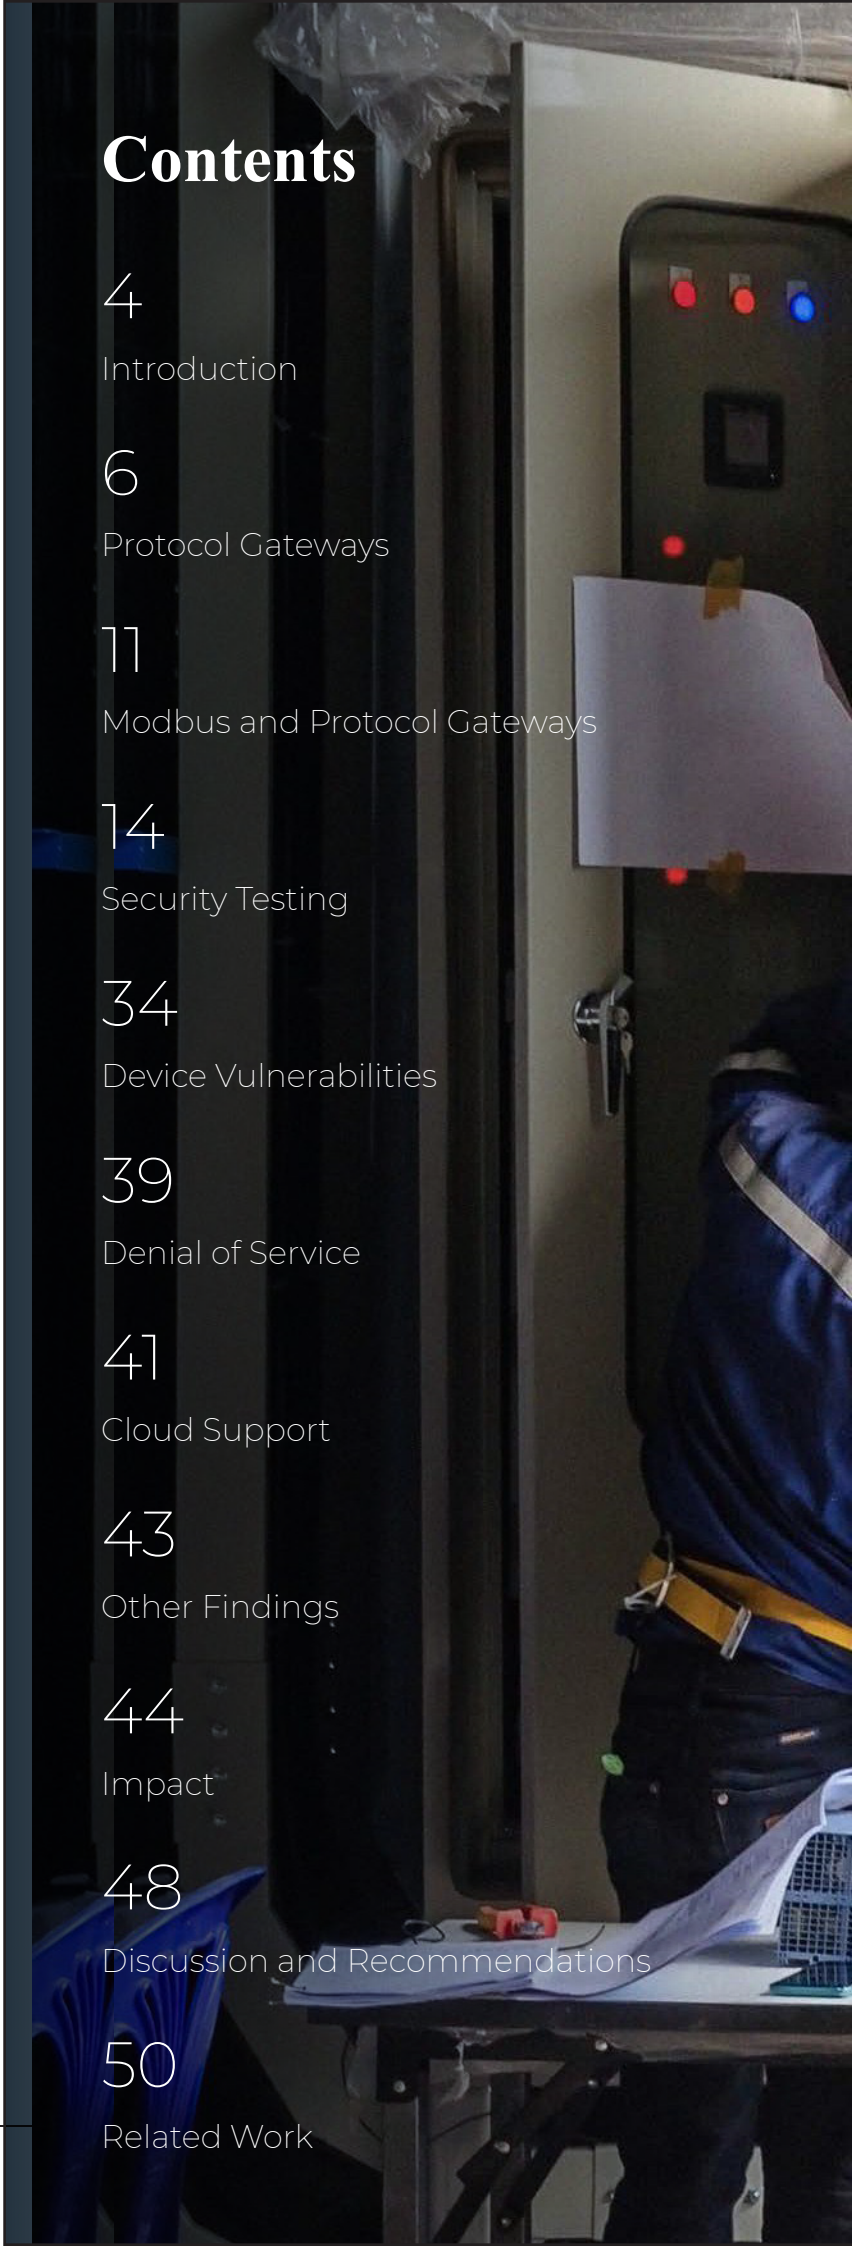 Contents
4
Introduction
6
Protocol Gateways
11
Modbus and Protocol Gateways
14
Security Testing
34
Device Vulnerabilities
39
Denial of Service
41
Cloud Support
43
Other Findings
44
Impact
48
Discussion and Recommendations
50
Related Work